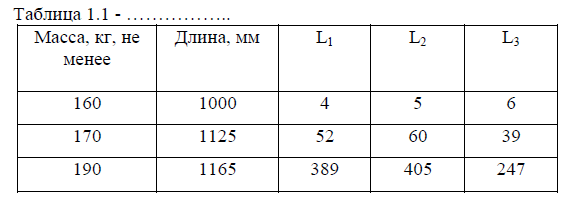 Таблица 1.1 - ……………..
Масса, кг, не менее Длина, мм L₁ L₂ L₃
160 1000 4 5 6
170 1125 52 60 39
190 1165 389 405 247